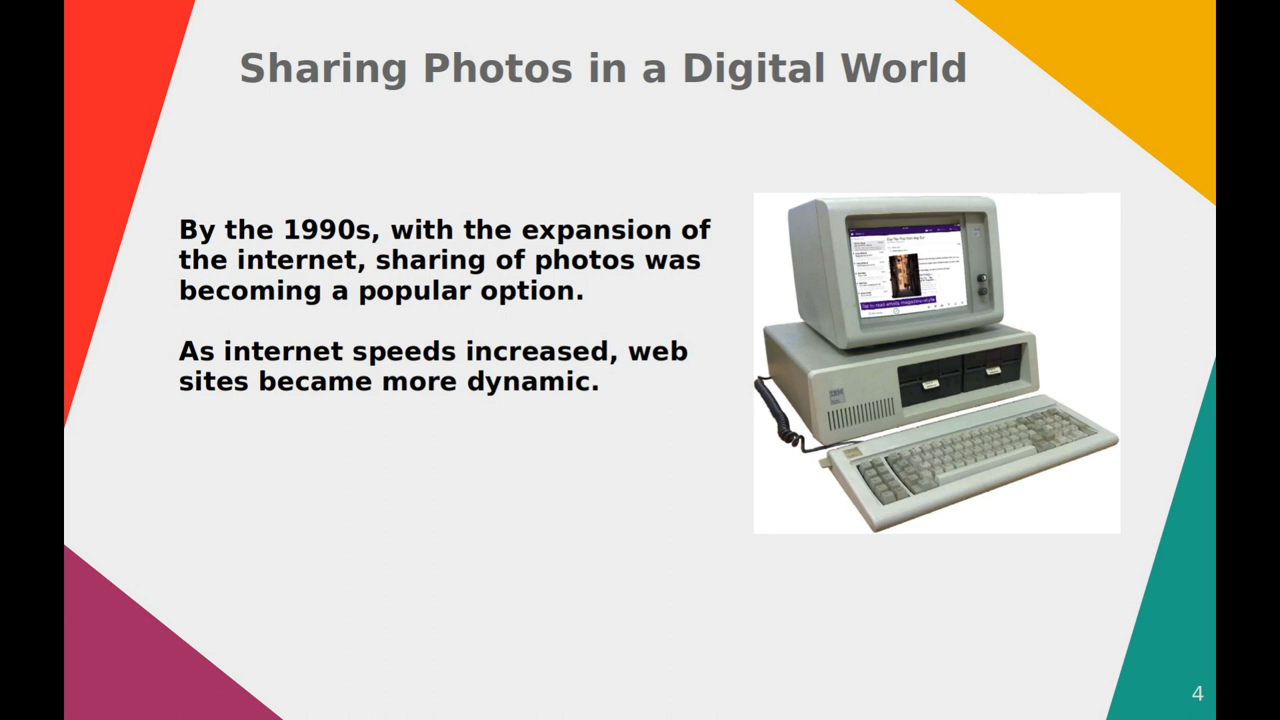 Sharing Photos in a Digital World
By the 1990s, with the expansion of
the internet, sharing of photos was
becoming a popular option.
As internet speeds increased, web
sites became more dynamic.
IBM
4